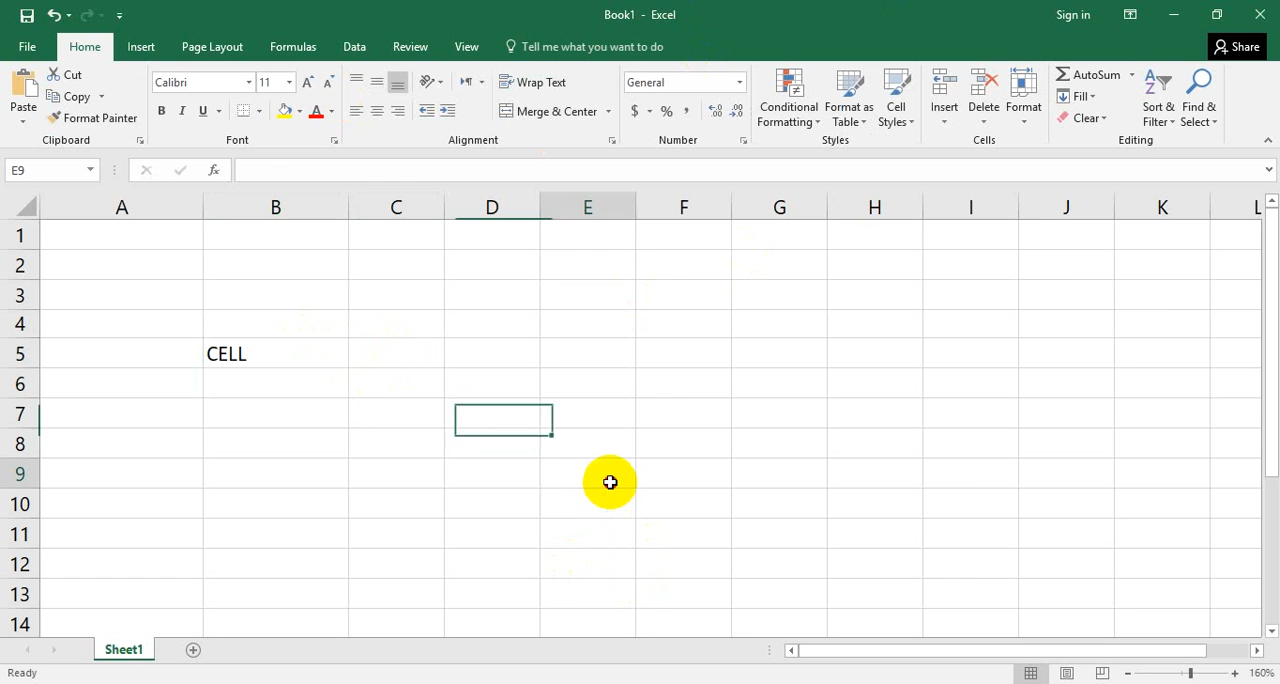 Book1 - Excel
Sign in
File
Home
Insert
Page Layout
Formulas
Data
Review
View
Tell me what you want to do
Share
Paste
Cut
Copy
Format Painter
Clipboard
Calibri
11
A A
B I U
A
Font
Wrap Text
Merge & Center
Alignment
General
$ % ,
.00
.0
Number
Conditional
Formatting
Format as
Table
Cell
Styles
Styles
Insert
Delete
Format
Cells
AutoSum
Fill
Clear
Sort &
Filter
Find &
Select
Editing
E9
fx
A B C D E F G H I J K L
1
2
3
4
5 CELL
6
7
8
9
10
11
12
13
14
Sheet1
Ready
160%